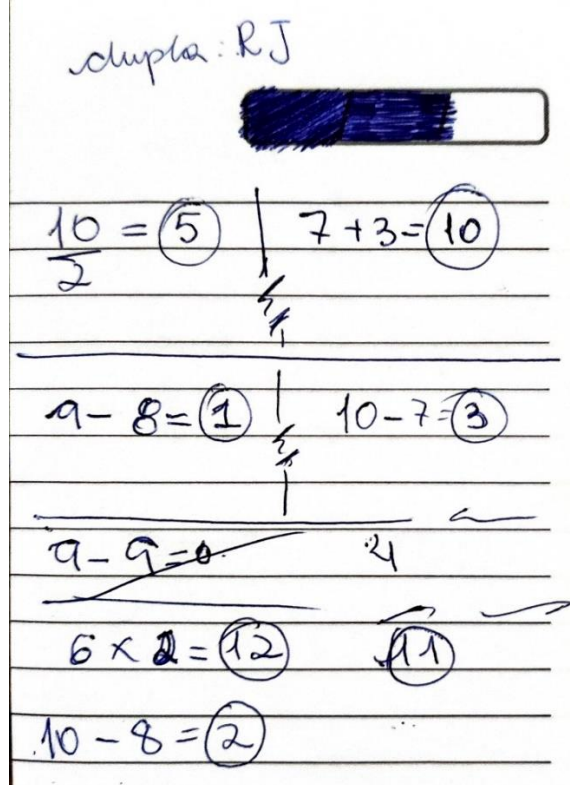 dupla: RJ
10/2 = 5 | 7+3=10
9-8=1 | 10-7=3
9-9=0 4
6 x 2 = 12 11
10-8=2